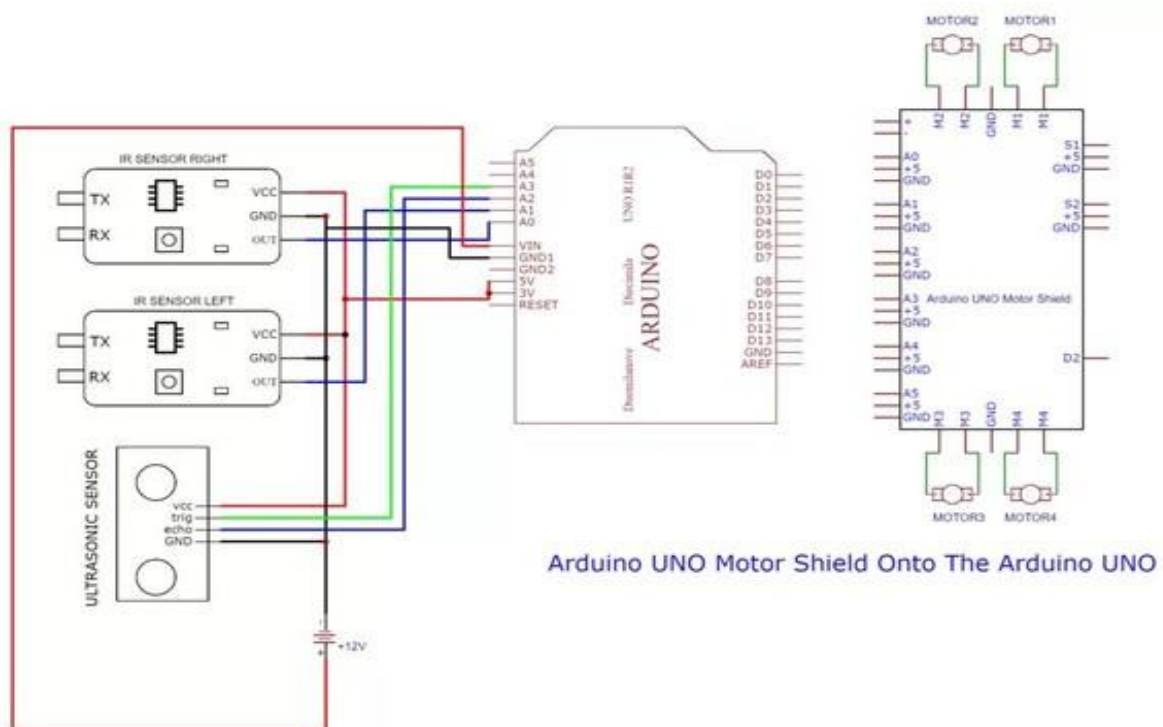 MOTOR2
MOTOR1
M2
M2
GND
M1
M1
+
-
A0
+5
GND
A1
+5
GND
A2
+5
GND
A3
+5
GND
A4
+5
GND
A5
+5
GND
Arduino UNO Motor Shield
S1
+5
GND
S2
+5
GND
D2
M3
M3
GND
M4
M4
MOTOR3
MOTOR4
IR SENSOR RIGHT
TX
RX
VCC
GND
OUT
IR SENSOR LEFT
TX
RX
VCC
GND
OUT
ULTRASONIC SENSOR
vcc
trig
echo
GND
-
+
+12V
A5
A4
A3
A2
A1
A0
VIN
GND1
GND2
5V
3V
RESET
ARDUINO
D0
D1
D2
D3
D4
D5
D6
D7
D8
D9
D10
D11
D12
D13
GND
AREF
Arduino UNO Motor Shield Onto The Arduino UNO